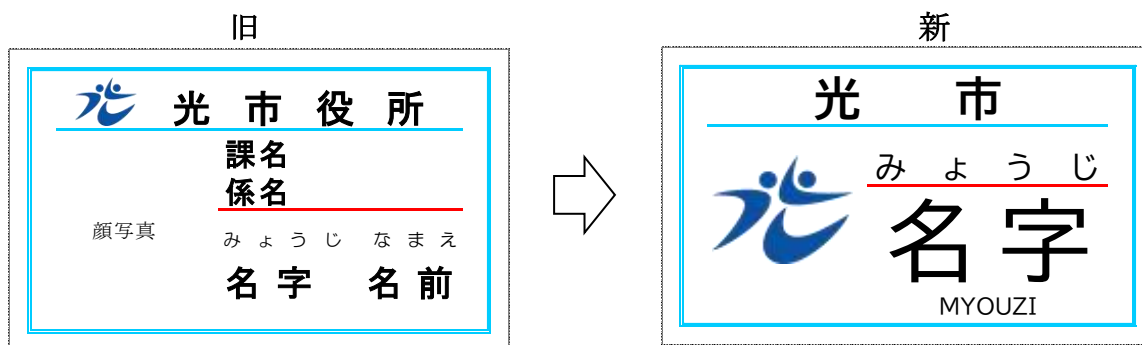 旧
光市役所
課名
係名
顔写真
みょうじ なまえ
名字 名前
新
光市
みょうじ
名字
MYOUZI